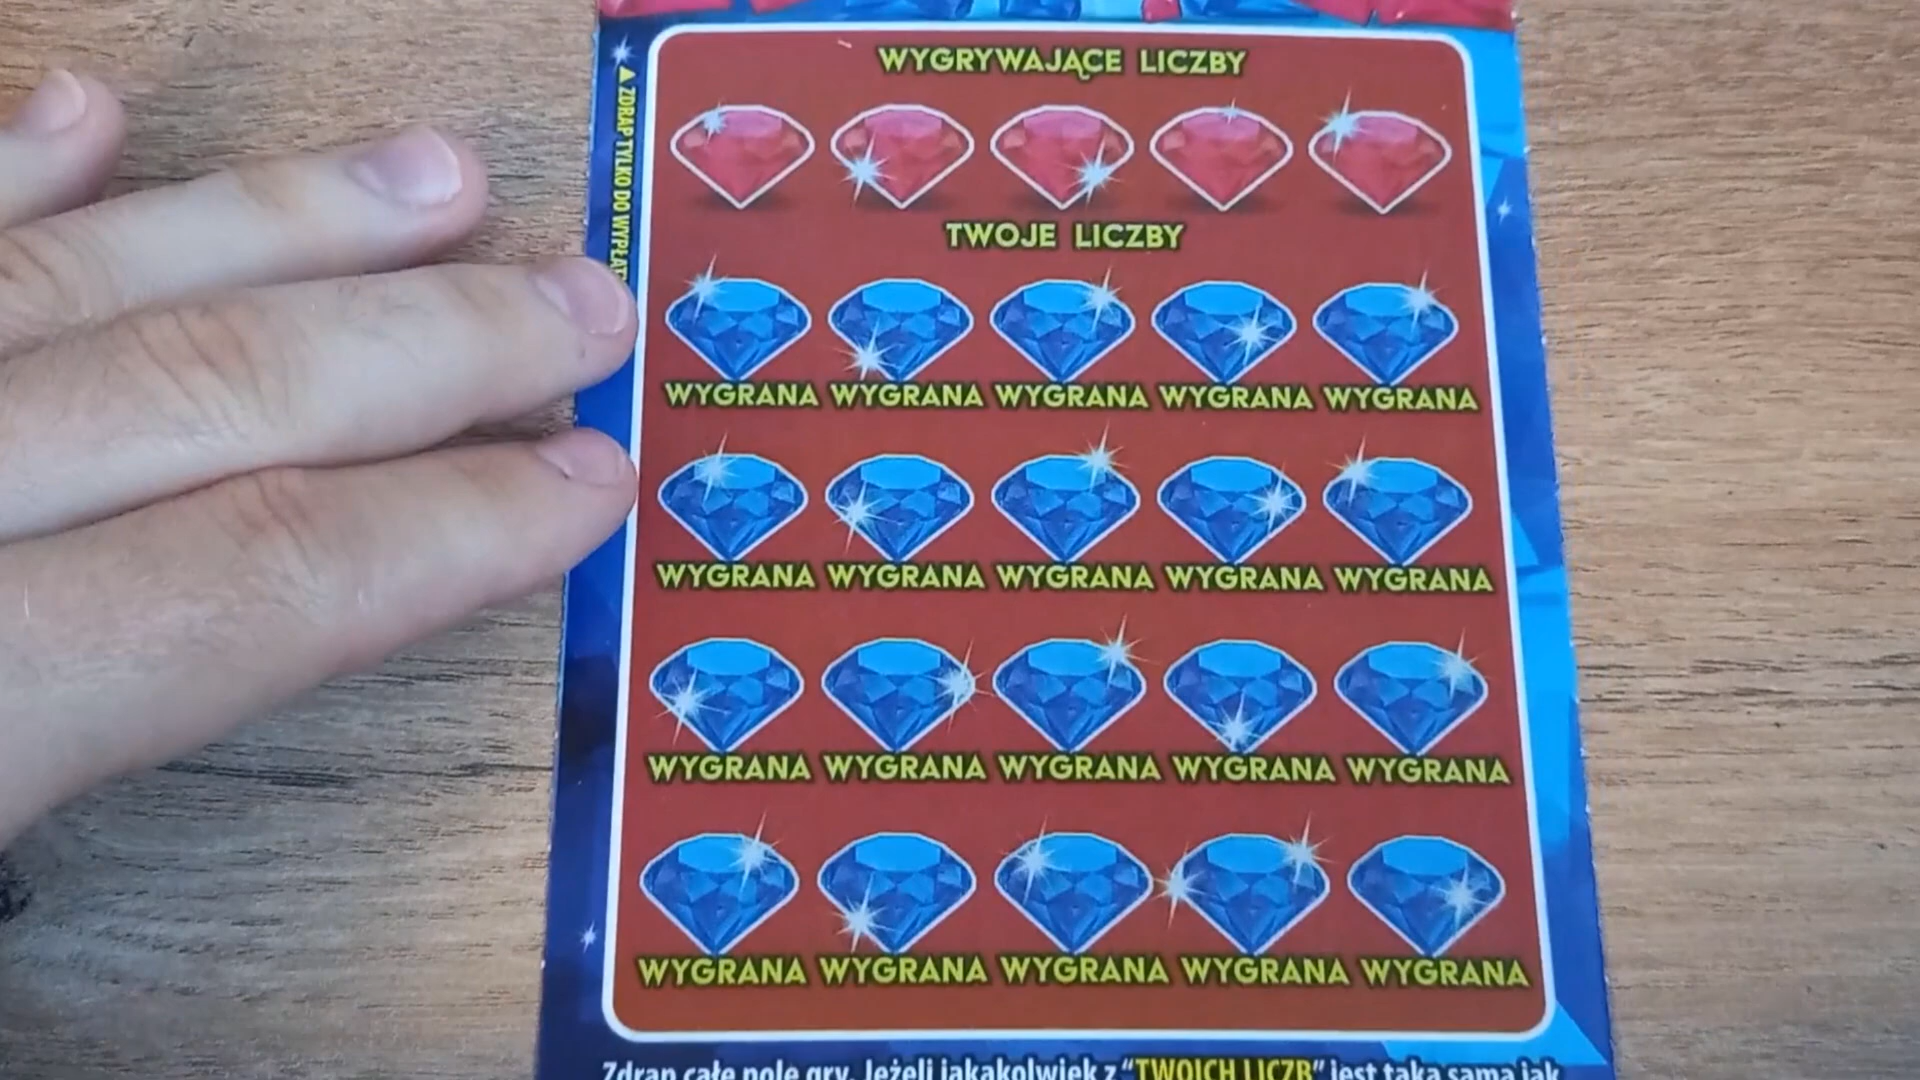 WYGRYWAJĄCE LICZBY
▲ ZDRAP TYLKO DO WYPŁAT
TWOJE LICZBY
WYGRANA WYGRANA WYGRANA WYGRANA WYGRANA
WYGRANA WYGRANA WYGRANA WYGRANA WYGRANA
WYGRANA WYGRANA WYGRANA WYGRANA WYGRANA
WYGRANA WYGRANA WYGRANA WYGRANA WYGRANA
Zdrap całe pole gry. Jeżeli jakakolwiek z "TWOICH LICZB" jest taka sama jak